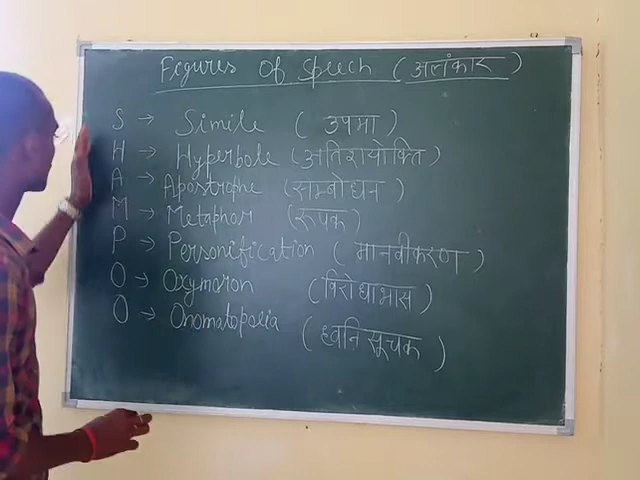 Figures of Speech (अलंकार)
S → Simile (उपमा)
H → Hyperbole (अतिशयोक्ति)
A → Apostrophe (सम्बोधन)
M → Metaphor (रूपक)
P → Personification (मानवीकरण)
O → Oxymoron (विरोधाभास)
O → Onomatopolia (ध्वनि सूचक)